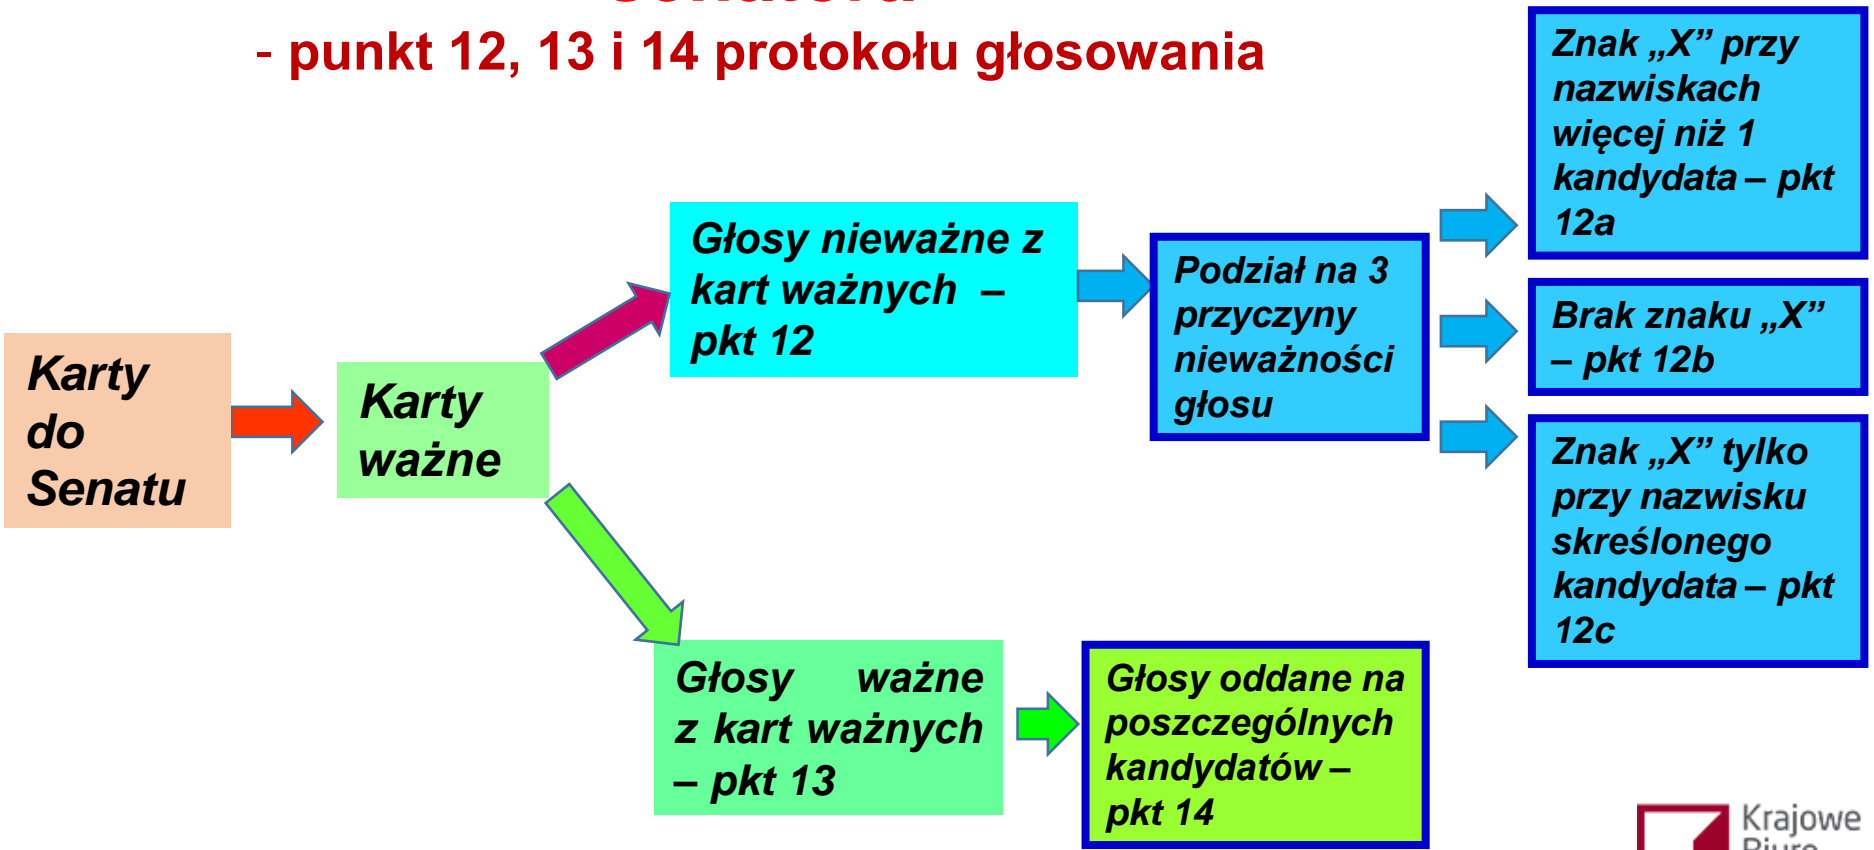 - punkt 12, 13 i 14 protokołu głosowania
Karty
do
Senatu
Karty
ważne
Głosy nieważne z
kart ważnych –
pkt 12
Podział na 3
przyczyny
nieważności
głosu
Znak „X” przy
nazwiskach
więcej niż 1
kandydata – pkt
12a
Brak znaku „X”
– pkt 12b
Znak „X” tylko
przy nazwisku
skreślonego
kandydata – pkt
12c
Głosy ważne
z kart ważnych
– pkt 13
Głosy oddane na
poszczególnych
kandydatów –
pkt 14
Krajowe
Biuro